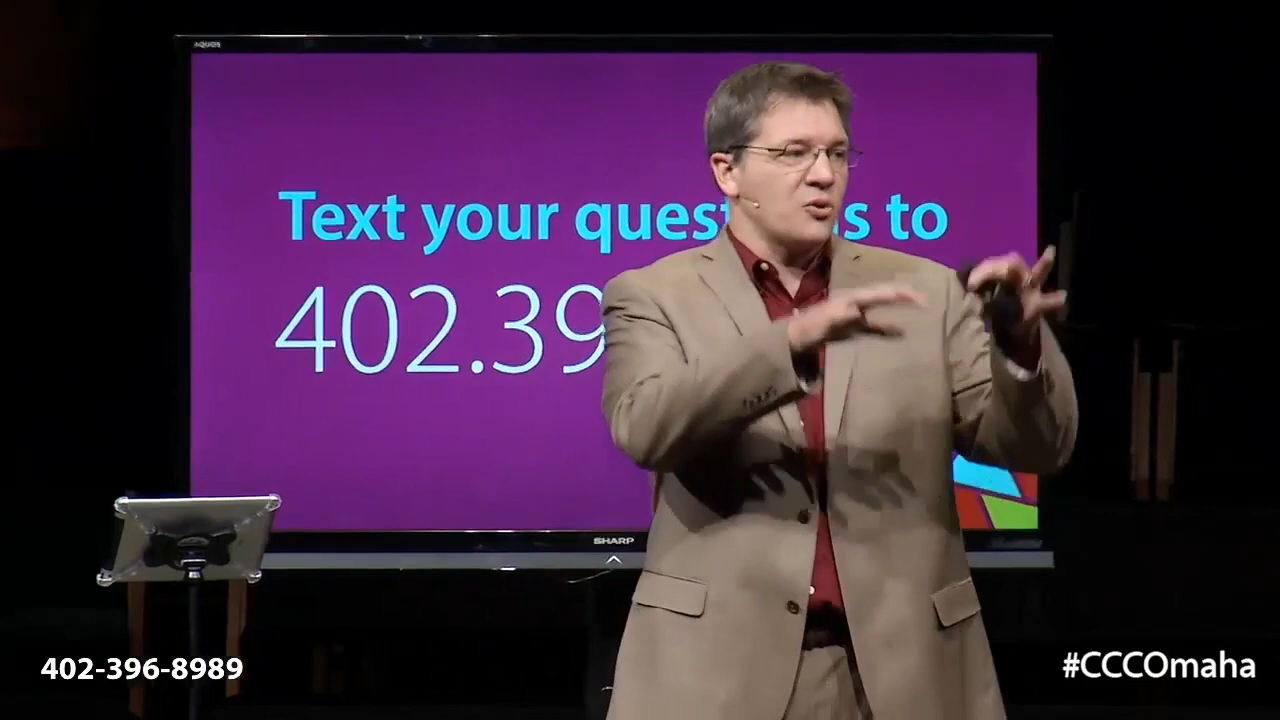 AQUOS
Text your ques s to
402.39
SHARP
402-396-8989
#CCCOmaha